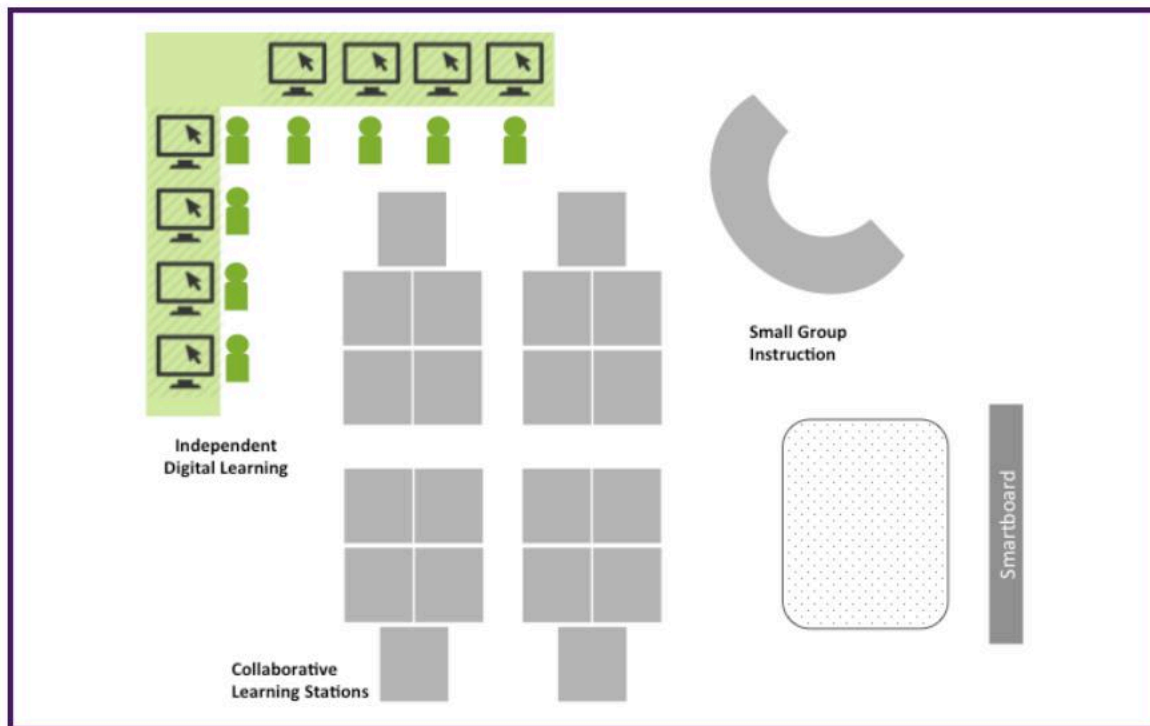 Small Group
Instruction
Independent
Digital Learning
Smartboard
Collaborative
Learning Stations